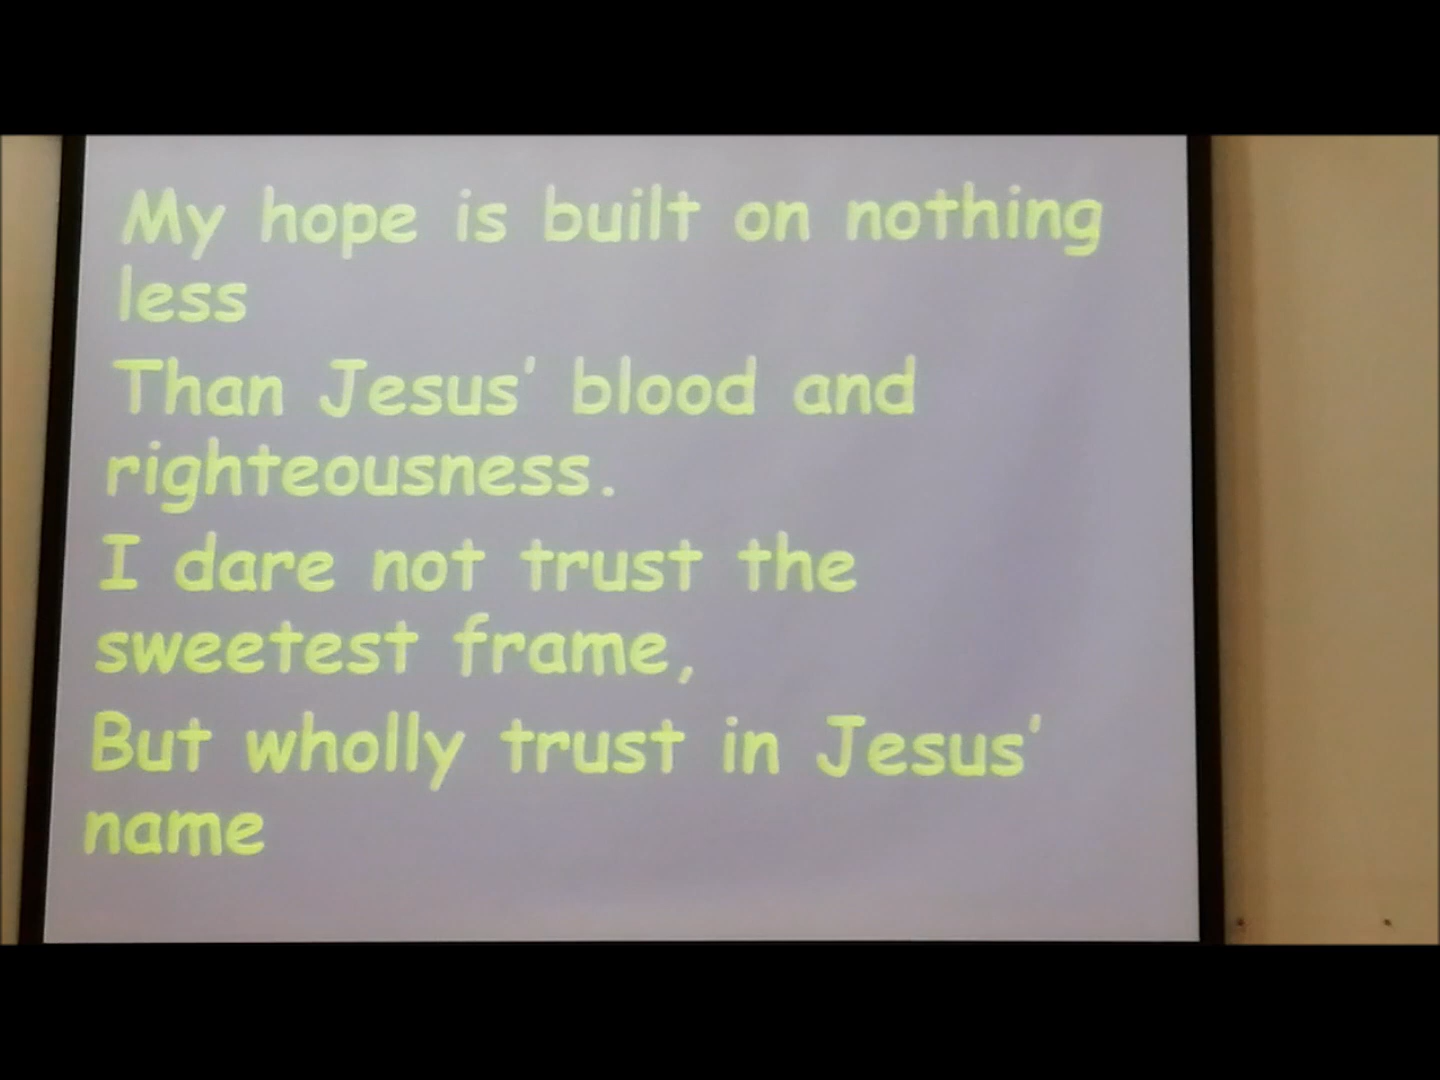 My hope is built on nothing
less
Than Jesus’ blood and
righteousness.
I dare not trust the
sweetest frame,
But wholly trust in Jesus’
name